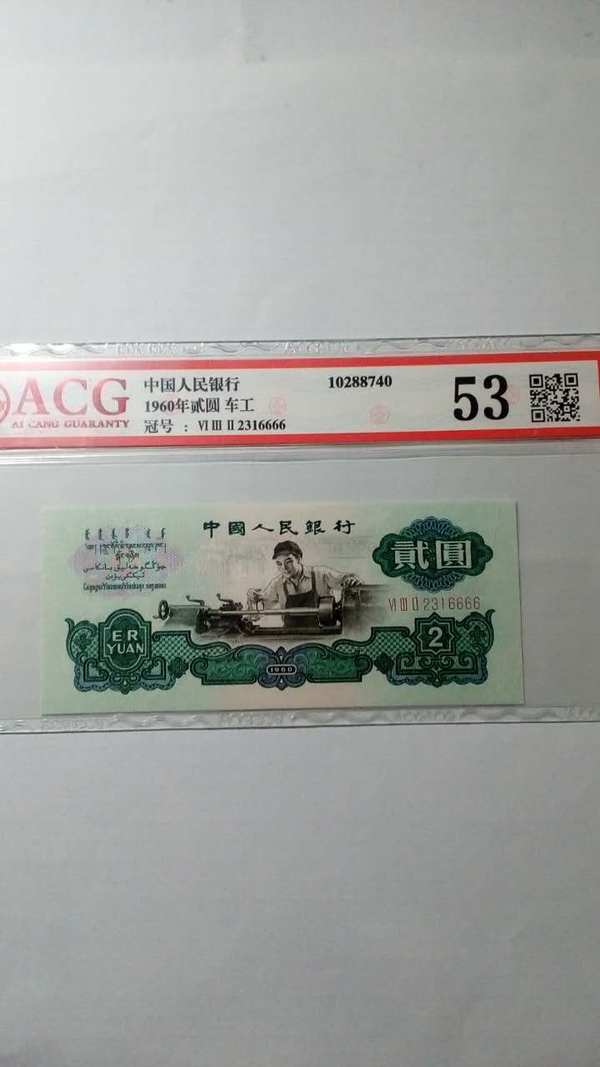 ACG
AI CANG GUARANTY
中国人民银行
1960年贰圆 车工
冠号 : VI III II 2316666
10288740
53
中國人民銀行
貳圓
VI III II 2316666
ER
YUAN
1960
2